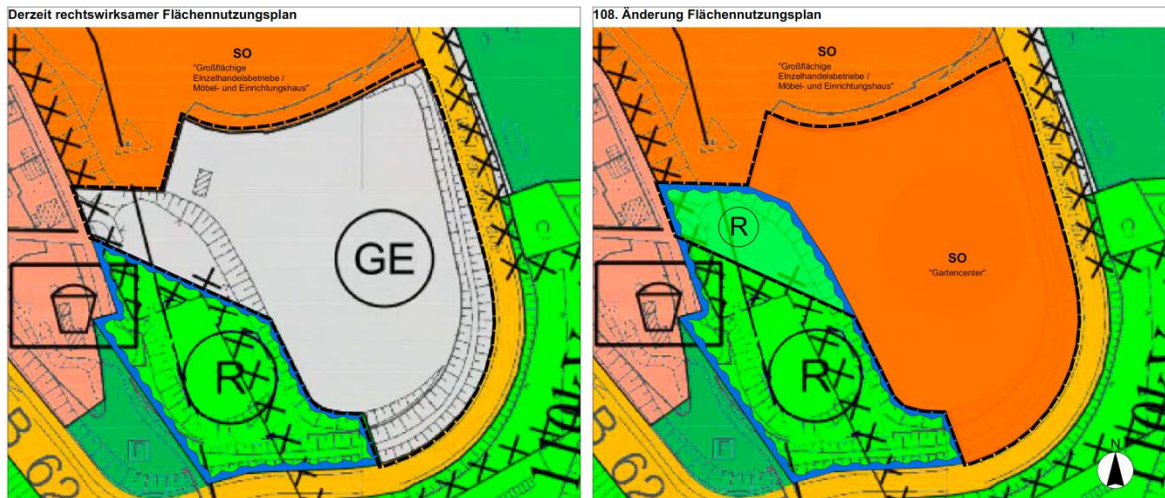 Derzeit rechtswirksamer Flächennutzungsplan
SO
"Großflächige
Einzelhandelsbetriebe /
Möbel- und Einrichtungshaus"
GE
R
B 62
108. Änderung Flächennutzungsplan
SO
"Großflächige
Einzelhandelsbetriebe /
Möbel- und Einrichtungshaus"
R
SO
"Gartencenter"
R
B 62
N